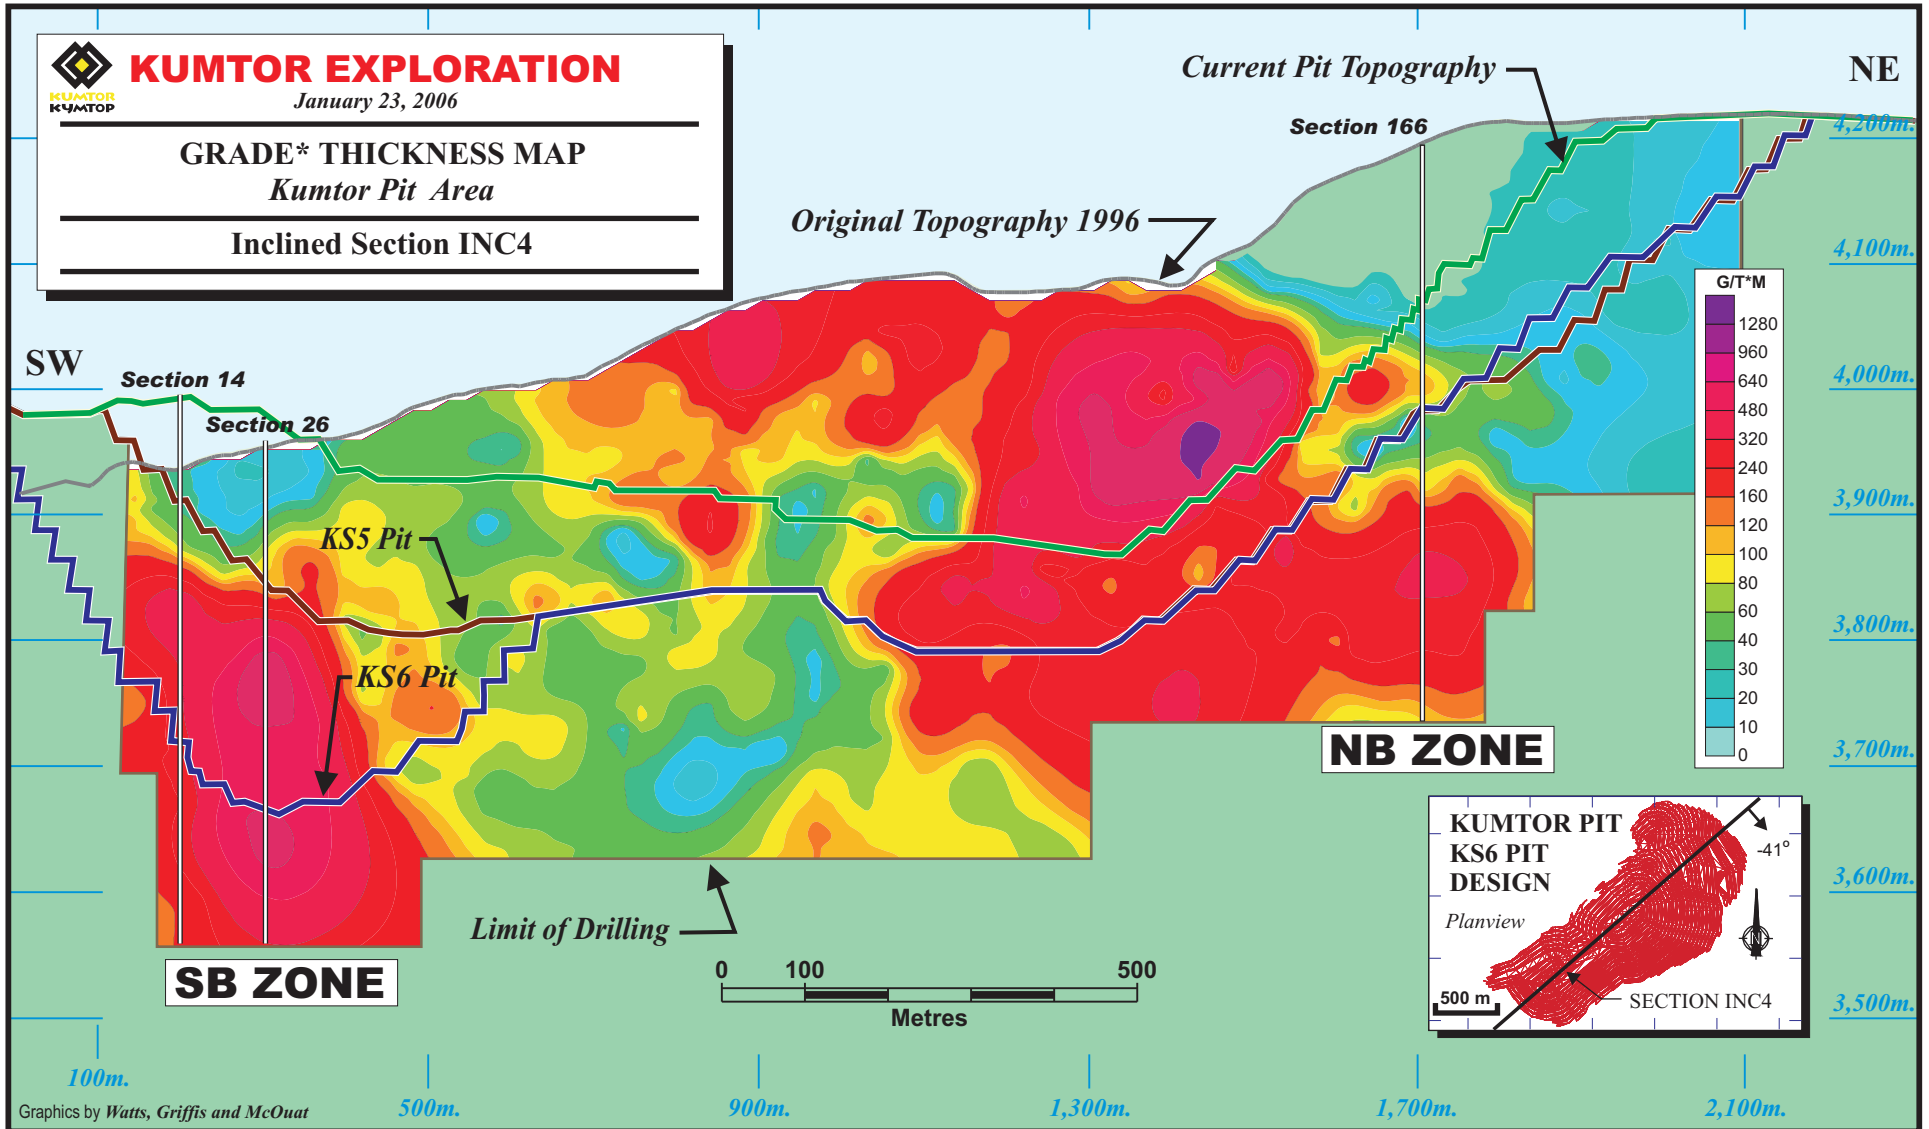 KUMTOR
КУМТОР
KUMTOR EXPLORATION
January 23, 2006
GRADE* THICKNESS MAP
Kumtor Pit Area
Inclined Section INC4
Current Pit Topography
NE
Section 166
4,200m.
Original Topography 1996
4,100m.
G/T*M
1280
960
640
480
320
240
160
120
100
80
60
40
30
20
10
0
SW
Section 14
4,000m.
Section 26
3,900m.
KS5 Pit
3,800m.
KS6 Pit
NB ZONE
3,700m.
KUMTOR PIT
KS6 PIT
DESIGN
-41°
Planview
N
500 m
SECTION INC4
3,600m.
Limit of Drilling
SB ZONE
0 100 500
Metres
3,500m.
100m.
500m.
900m.
1,300m.
1,700m.
2,100m.
Graphics by Watts, Griffis and McOuat